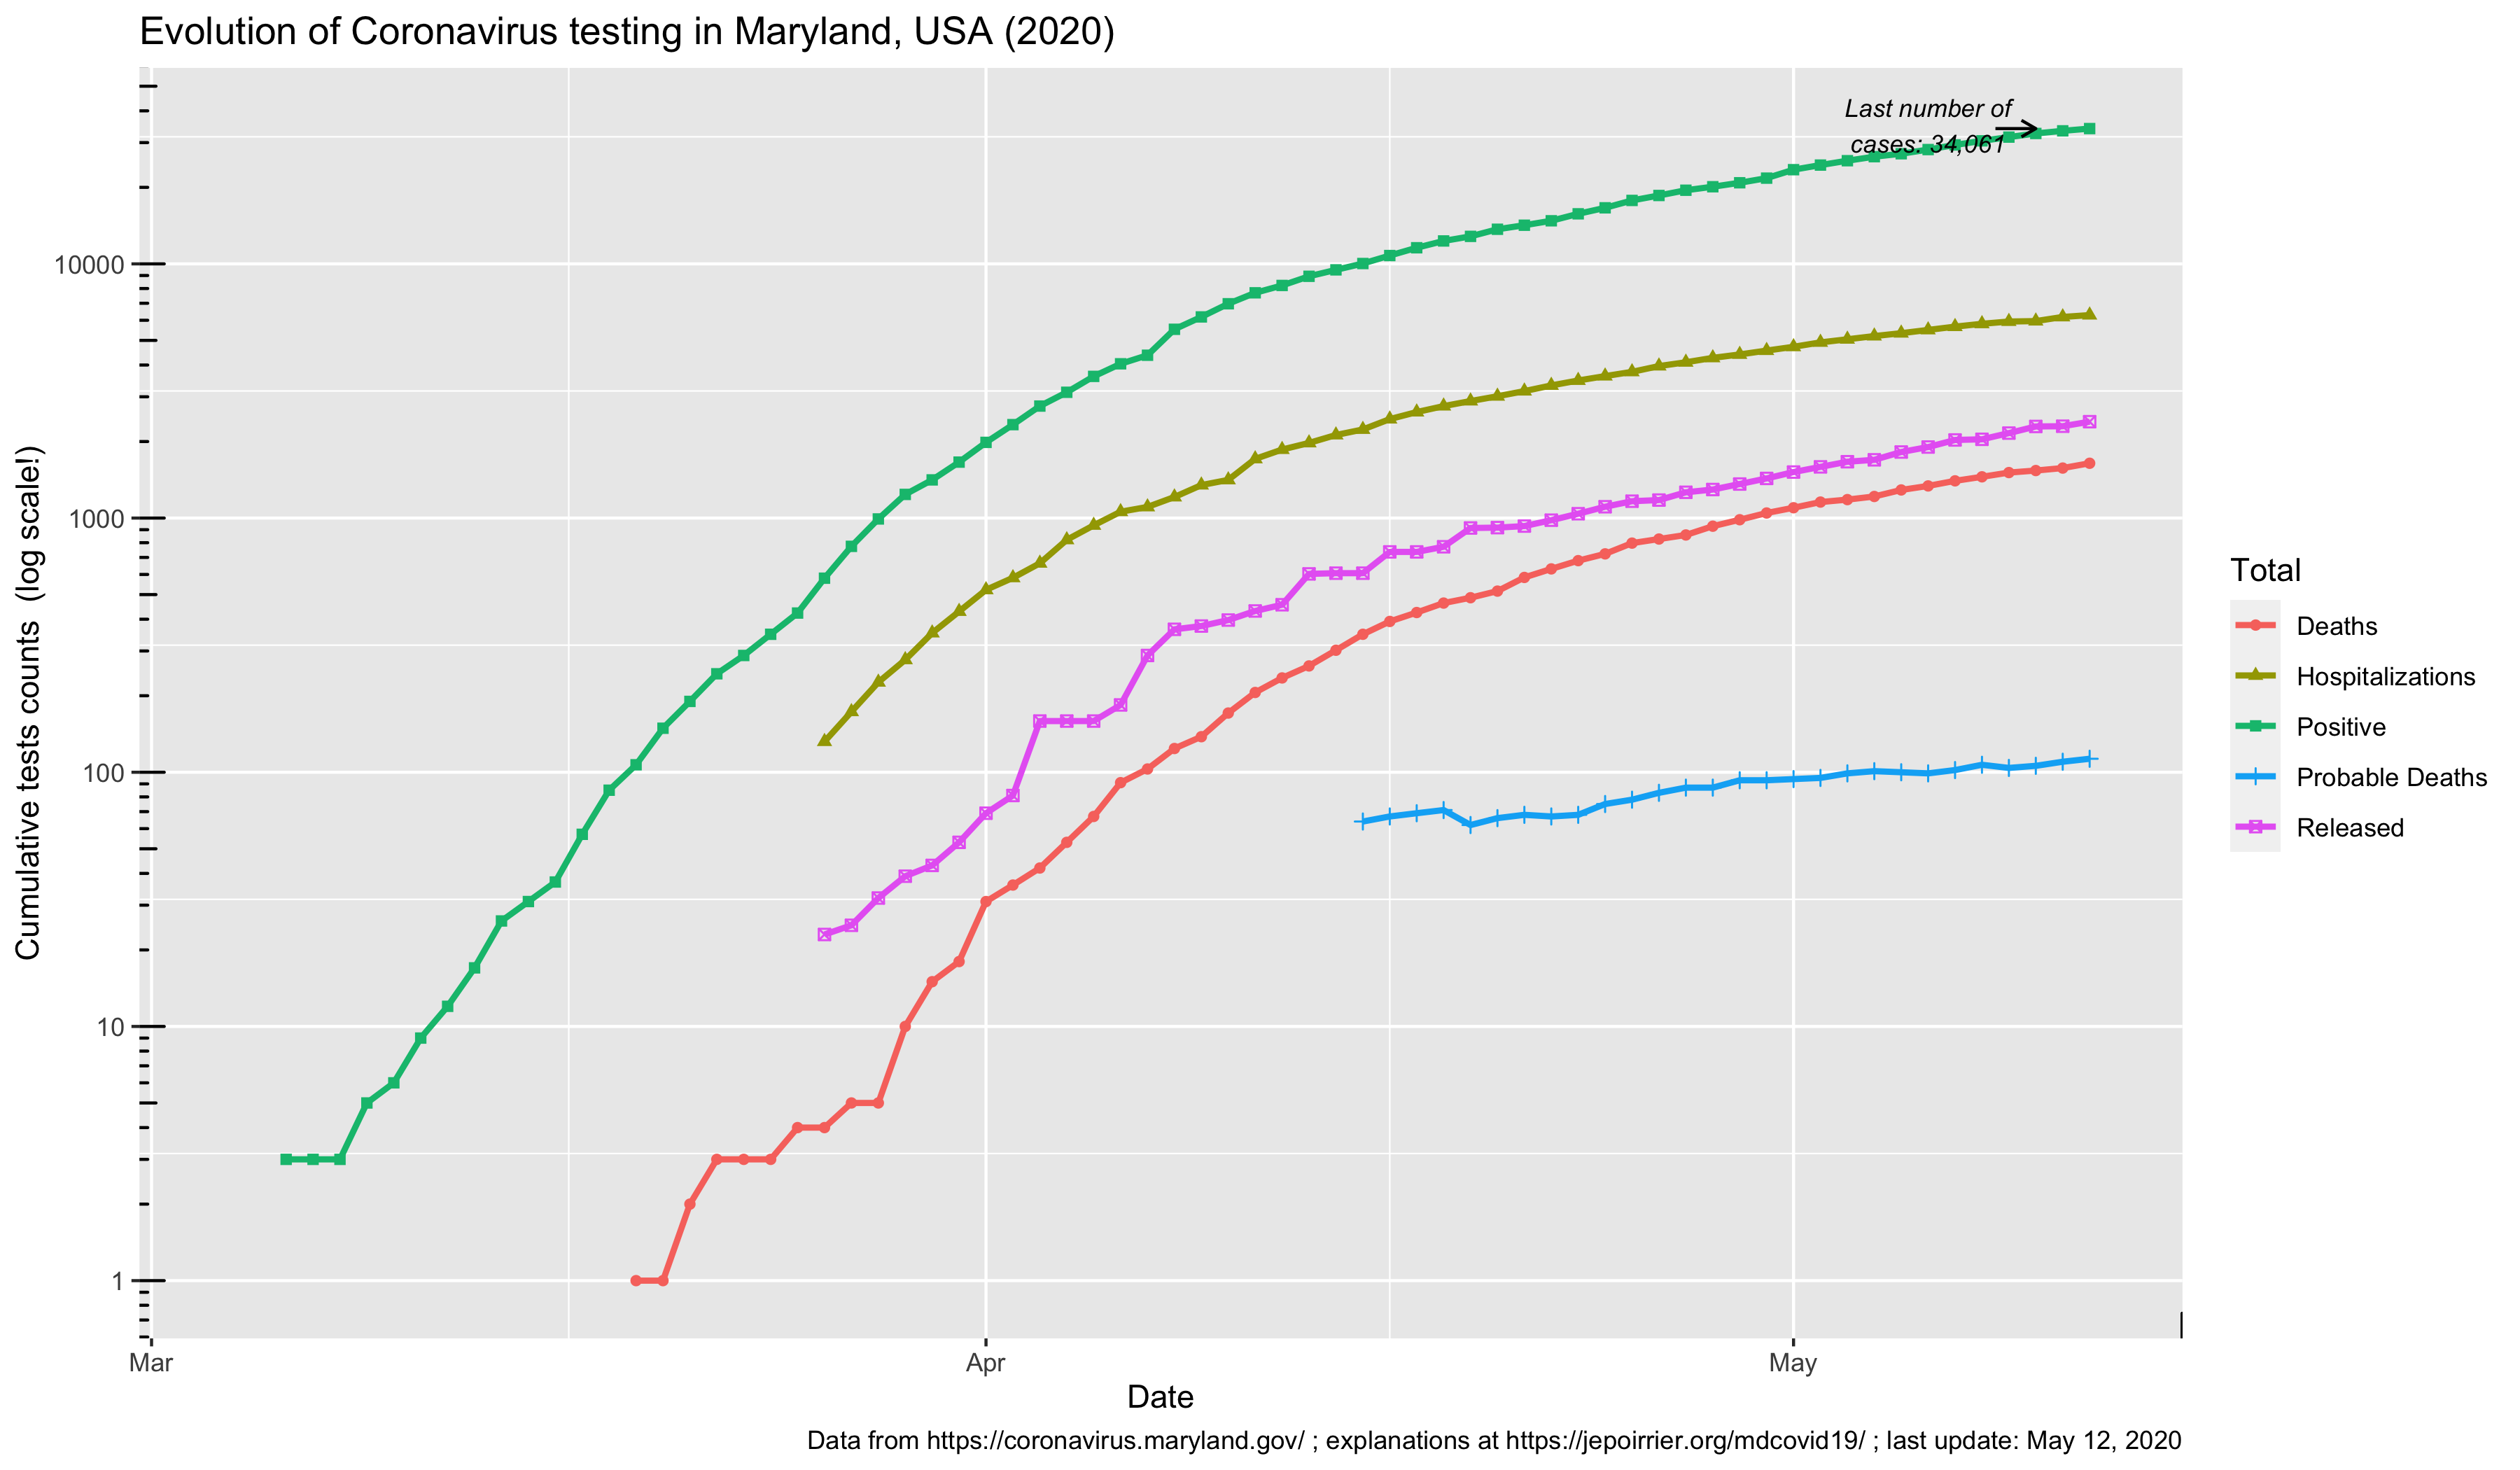 Evolution of Coronavirus testing in Maryland, USA (2020)
Last number of
cases: 34,061
10000
1000
100
10
1
Cumulative tests counts  (log scale!)
Mar
Apr
May
Date
Total
Deaths
Hospitalizations
Positive
Probable Deaths
Released
Data from https://coronavirus.maryland.gov/ ; explanations at https://jepoirrier.org/mdcovid19/ ; last update: May 12, 2020